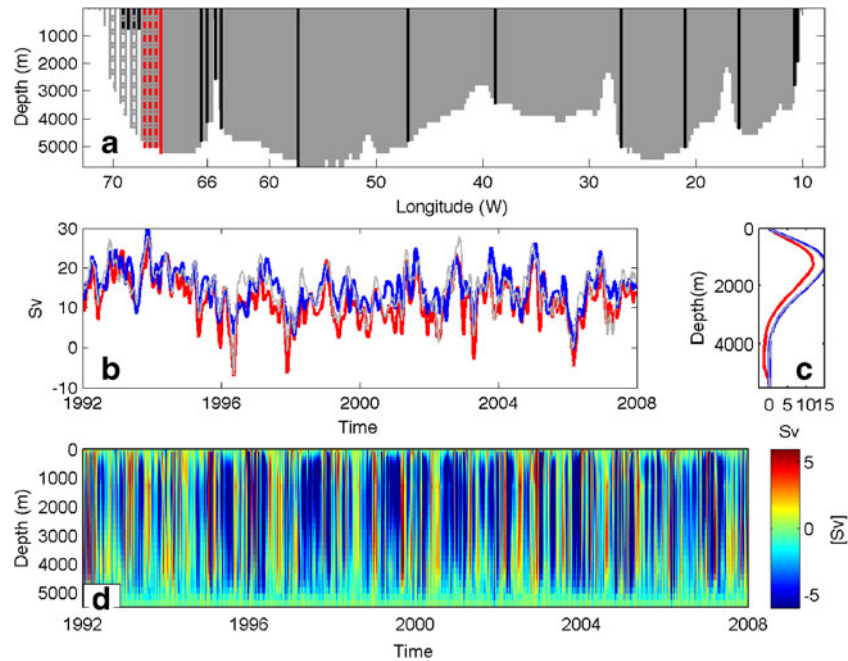 1000
2000
3000
4000
5000
Depth (m)
a
70 66 60 50 40 30 20 10
Longitude (W)
30
20
10
0
-10
Sv
b
1992 1996 2000 2004 2008
Time
0
2000
4000
Depth(m)
c
0 5 10 15
Sv
0
1000
2000
3000
4000
5000
Depth (m)
d
1992 1996 2000 2004 2008
Time
5
0
-5
[Sv]